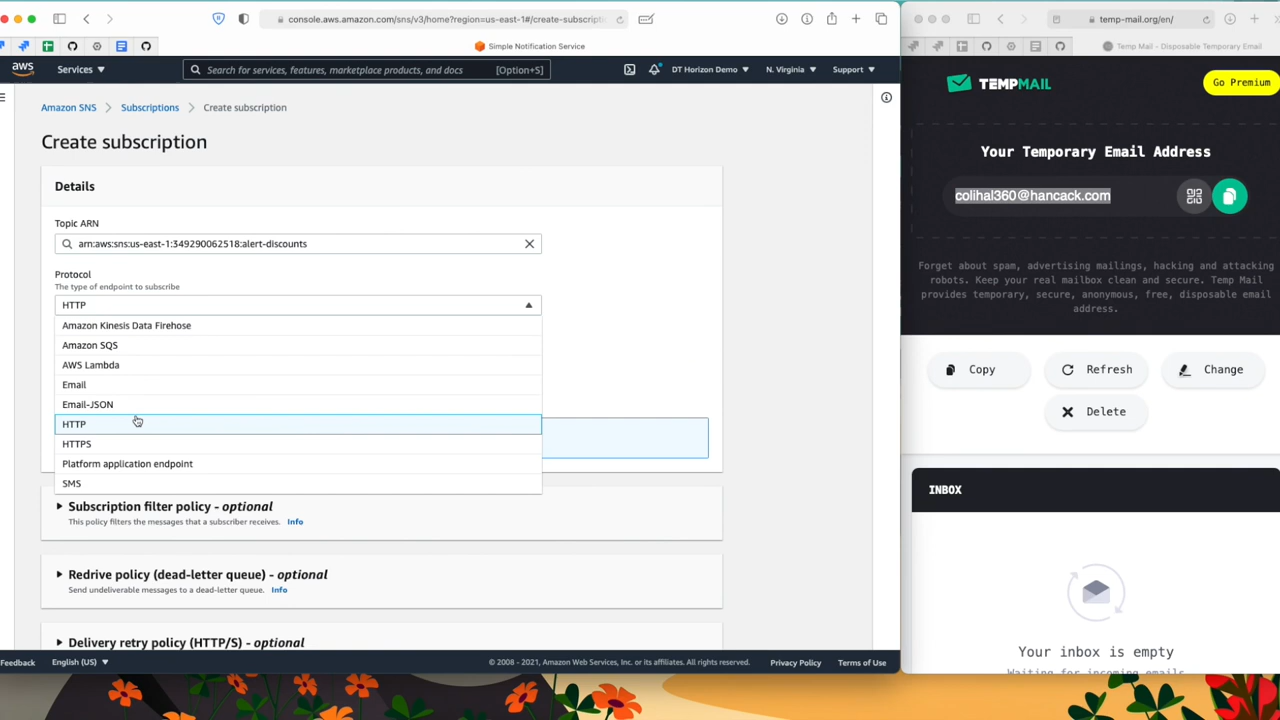 console.aws.amazon.com/sns/v3/home?region=us-east-1#/create-subscripti
Simple Notification Service
aws
Services
Search for services, features, marketplace products, and docs
[Option+S]
DT Horizon Demo
N. Virginia
Support
Amazon SNS
Subscriptions
Create subscription
Create subscription
Details
Topic ARN
arn:aws:sns:us-east-1:349290062518:alert-discounts
Protocol
The type of endpoint to subscribe
HTTP
Amazon Kinesis Data Firehose
Amazon SQS
AWS Lambda
Email
Email-JSON
HTTP
HTTPS
Platform application endpoint
SMS
Subscription filter policy - optional
This policy filters the messages that a subscriber receives. Info
Redrive policy (dead-letter queue) - optional
Send undeliverable messages to a dead-letter queue. Info
Delivery retry policy (HTTP/S) - optional
Feedback
English (US)
© 2008 - 2021, Amazon Web Services, Inc. or its affiliates. All rights reserved.
Privacy Policy
Terms of Use
temp-mail.org/en/
Temp Mail - Disposable Temporary Email
TEMPMAIL
Go Premium
Your Temporary Email Address
colihal360@hancack.com
Forget about spam, advertising mailings, hacking and attacking
robots. Keep your real mailbox clean and secure. Temp Mail
provides temporary, secure, anonymous, free, disposable email
address.
Copy
Refresh
Change
Delete
INBOX
Your inbox is empty
Waiting for incoming emails